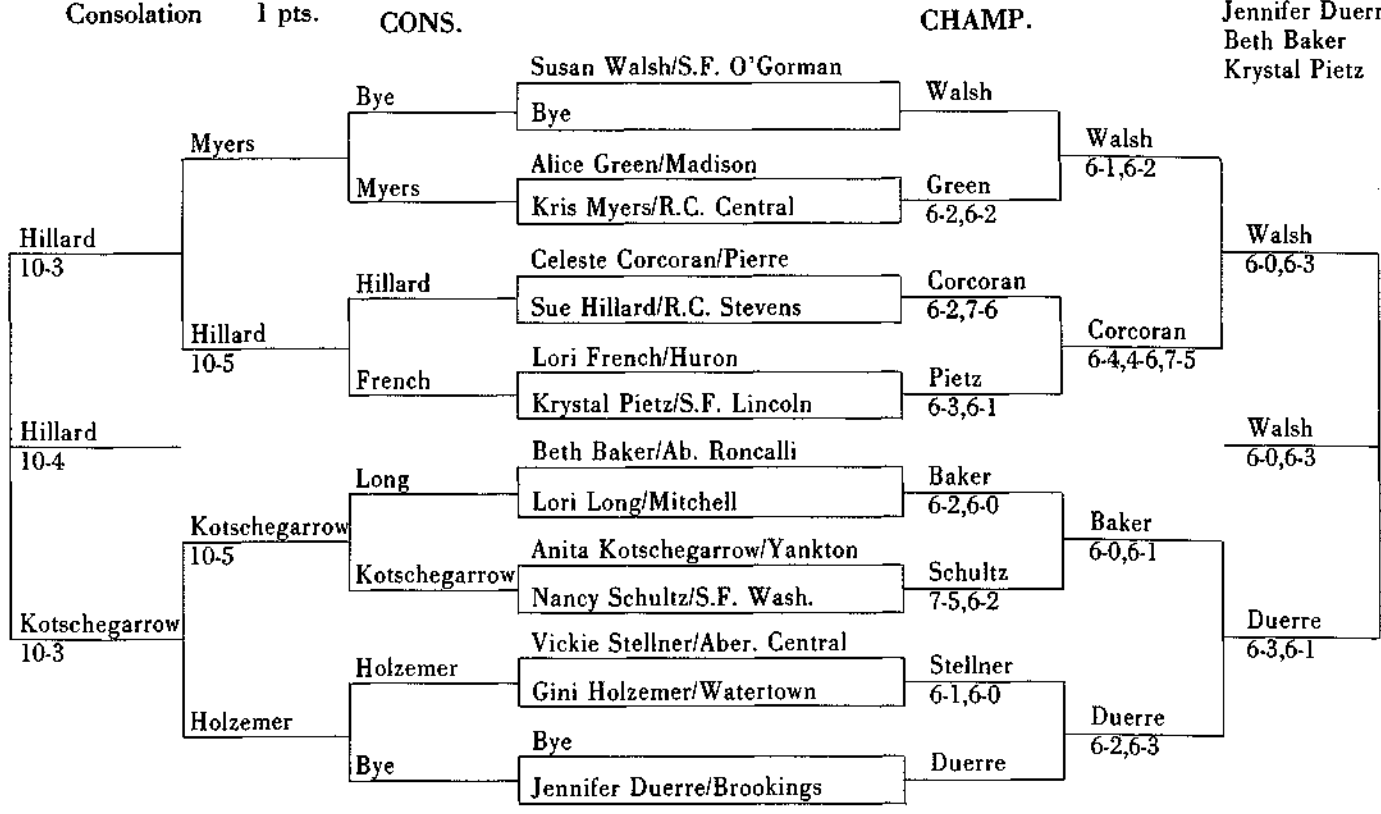 Consolation 1 pts.
CONS.
CHAMP.
Jennifer Duerr
Beth Baker
Krystal Pietz
Susan Walsh/S.F. O'Gorman
Bye
Bye
Walsh
Myers
Walsh
6-1,6-2
Alice Green/Madison
Myers
Kris Myers/R.C. Central
Green
6-2,6-2
Hillard
10-3
Walsh
6-0,6-3
Celeste Corcoran/Pierre
Hillard
Sue Hillard/R.C. Stevens
Corcoran
6-2,7-6
Hillard
10-5
Corcoran
6-4,4-6,7-5
Lori French/Huron
French
Krystal Pietz/S.F. Lincoln
Pietz
6-3,6-1
Hillard
10-4
Walsh
6-0,6-3
Beth Baker/Ab. Roncalli
Long
Lori Long/Mitchell
Baker
6-2,6-0
Kotschegarrow
10-5
Baker
6-0,6-1
Anita Kotschegarrow/Yankton
Kotschegarrow
Nancy Schultz/S.F. Wash.
Schultz
7-5,6-2
Kotschegarrow
10-3
Duerre
6-3,6-1
Vickie Stellner/Aber. Central
Holzemer
Gini Holzemer/Watertown
Stellner
6-1,6-0
Holzemer
Duerre
6-2,6-3
Bye
Bye
Jennifer Duerre/Brookings
Duerre